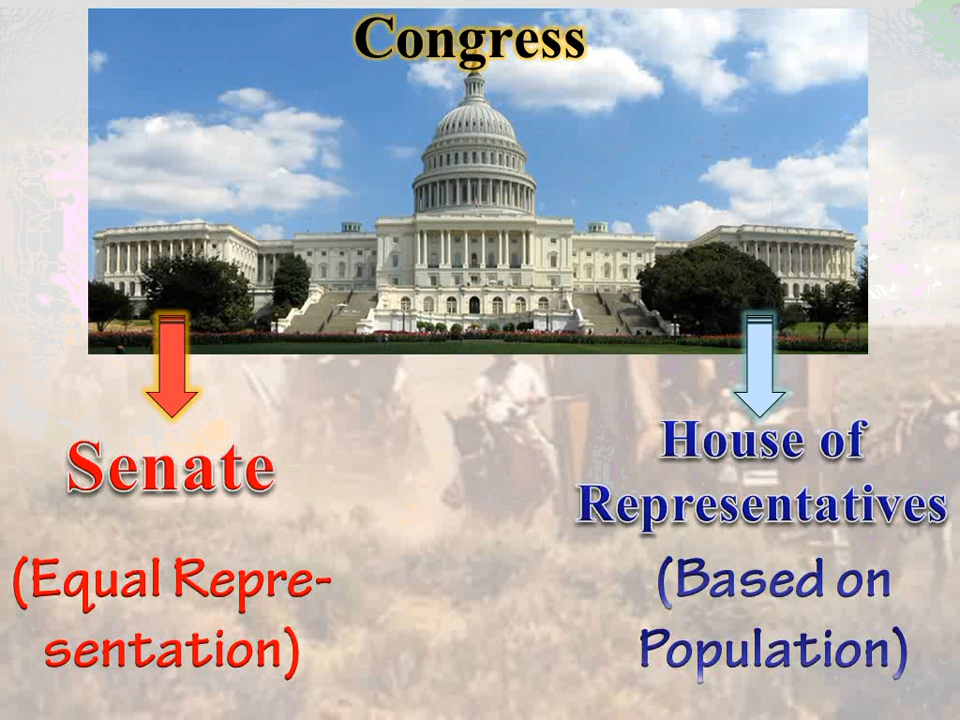 Congress
Senate
(Equal Repre-
sentation)
House of
Representatives
(Based on
Population)